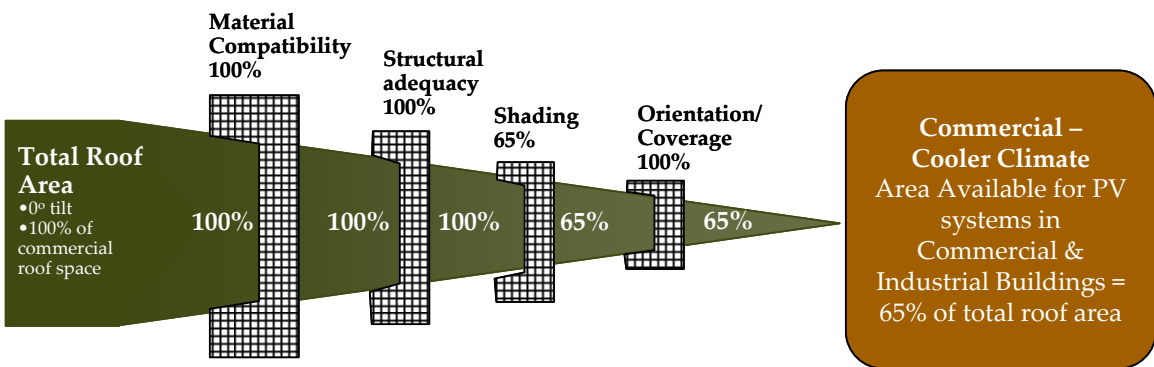 Material
Compatibility
100%
Structural
adequacy
100%
Shading
65%
Orientation/
Coverage
100%
Total Roof
Area
•0º tilt
•100% of
commercial
roof space
100%
100%
100%
65%
65%
Commercial –
Cooler Climate
Area Available for PV
systems in
Commercial &
Industrial Buildings =
65% of total roof area